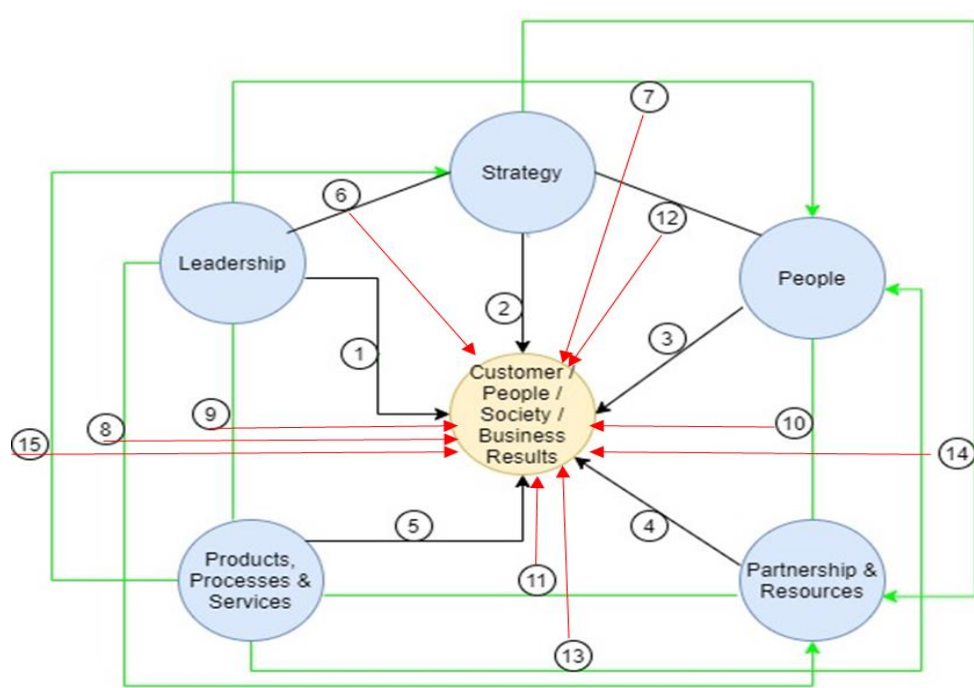 7
Strategy
6
12
Leadership
People
2
3
1
Customer /
People /
Society /
Business
Results
9
10
8
15
14
5
4
Products,
Processes &
Services
11
Partnership &
Resources
13